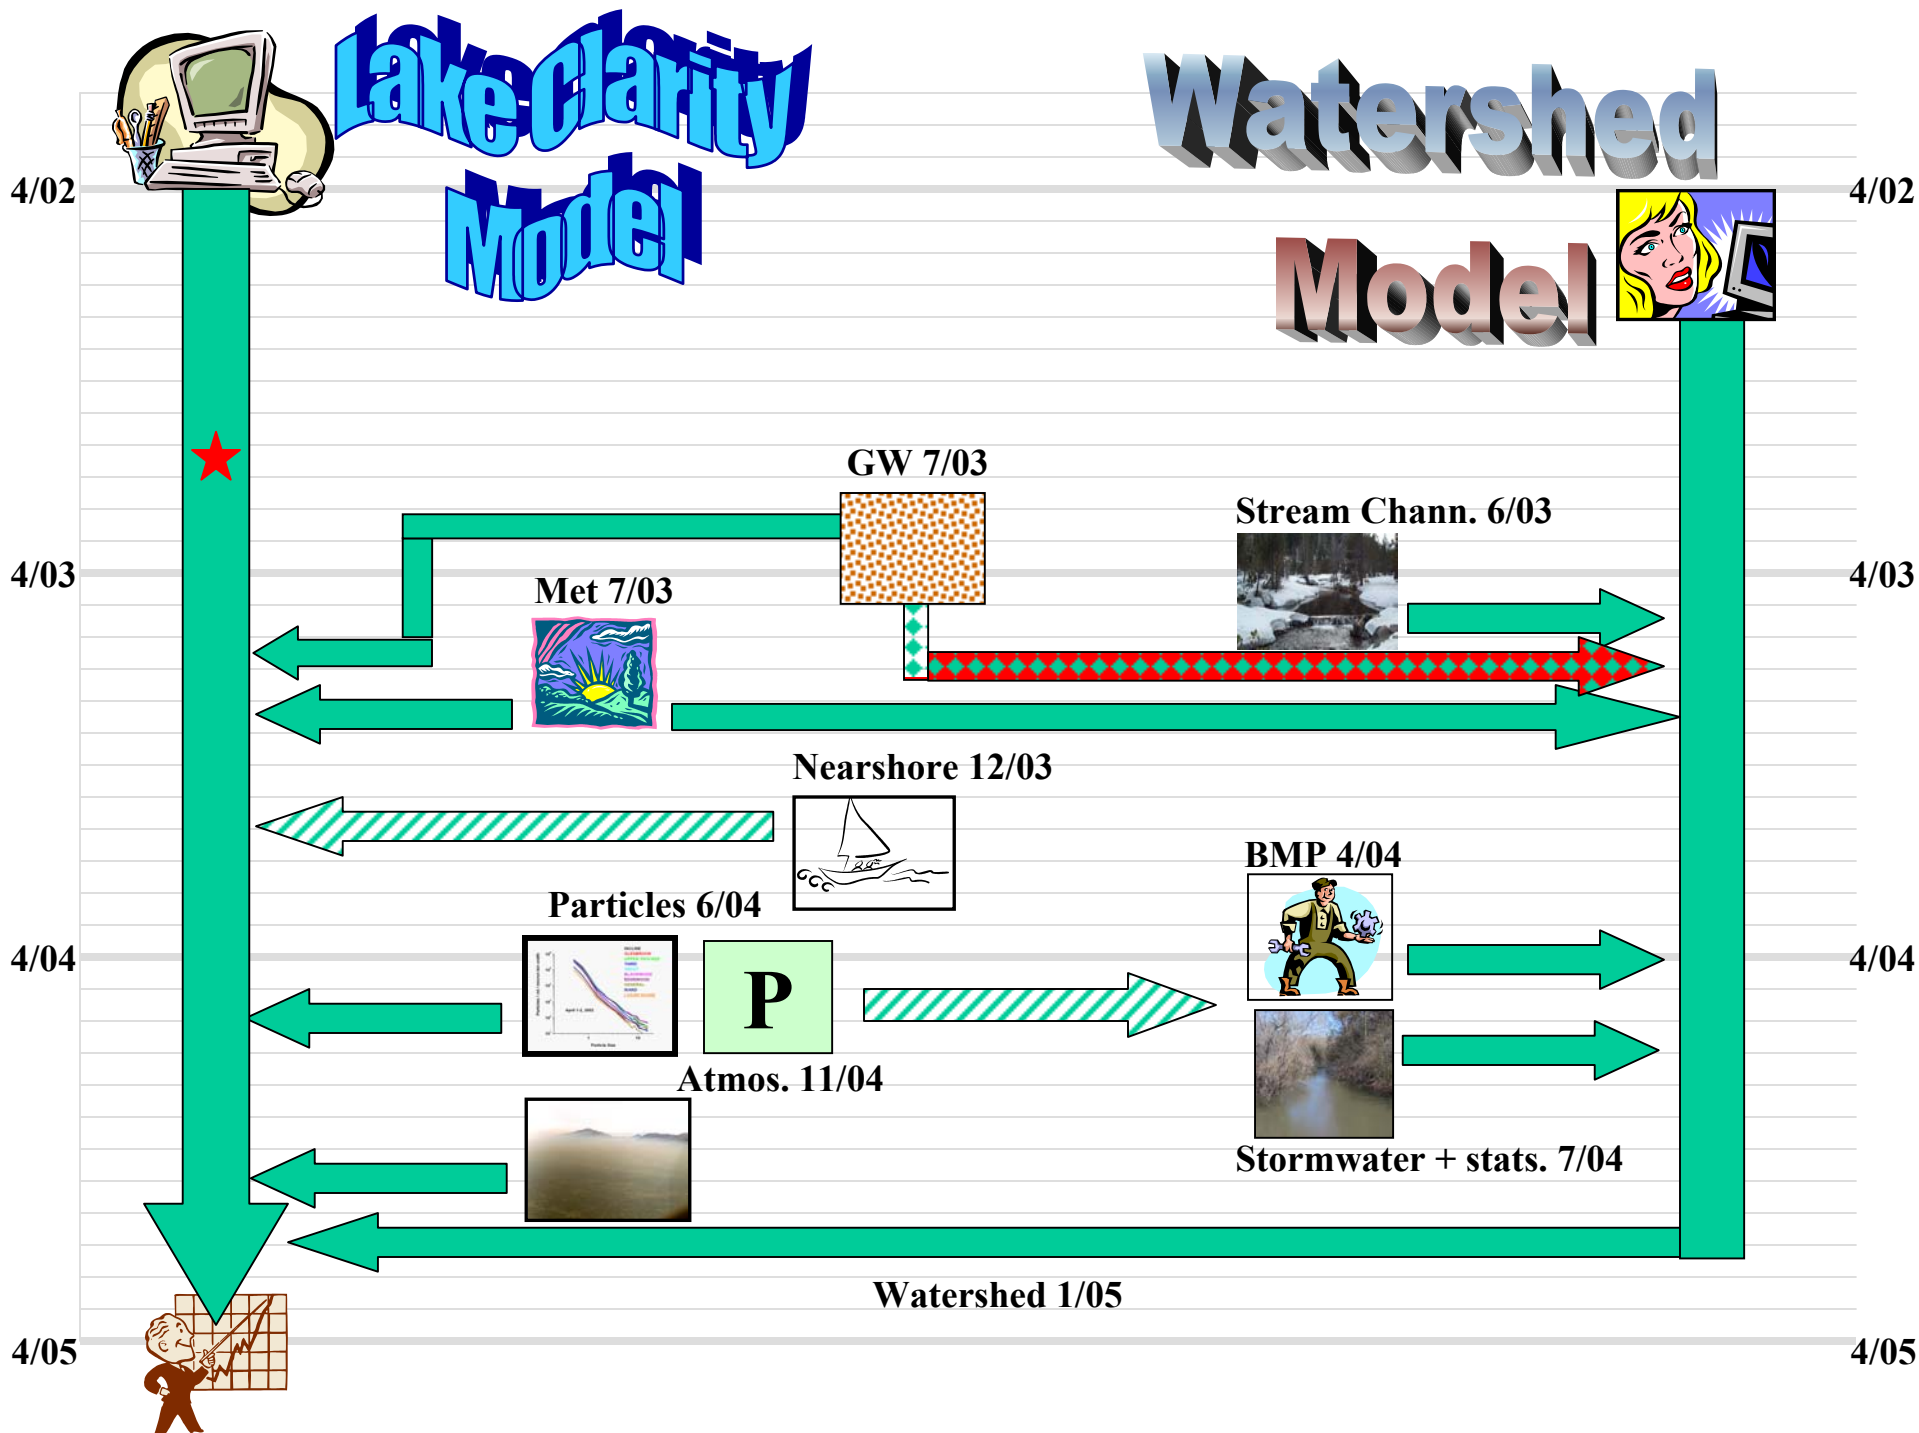 Lake Clarity
Model
Watershed
Model
4/02
4/02
GW 7/03
Stream Chann. 6/03
4/03
4/03
Met 7/03
Nearshore 12/03
BMP 4/04
Particles 6/04
4/04
4/04
P
Particle Size
Atmos. 11/04
Stormwater + stats. 7/04
Watershed 1/05
4/05
4/05